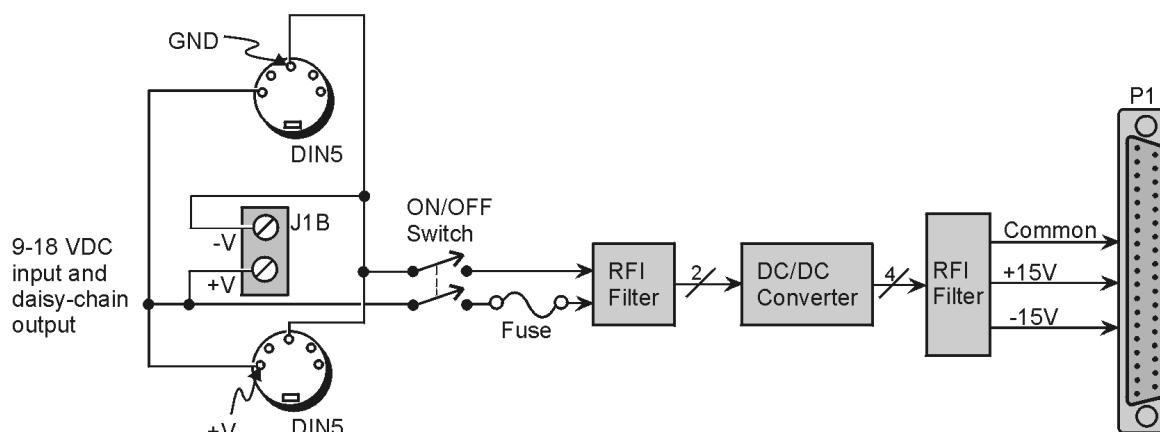 GND
DIN5
J1B
-V
+V
9-18 VDC
input and
daisy-chain
output
ON/OFF
Switch
Fuse
RFI
Filter
2
DC/DC
Converter
4
RFI
Filter
Common
+15V
-15V
P1
+V
DIN5